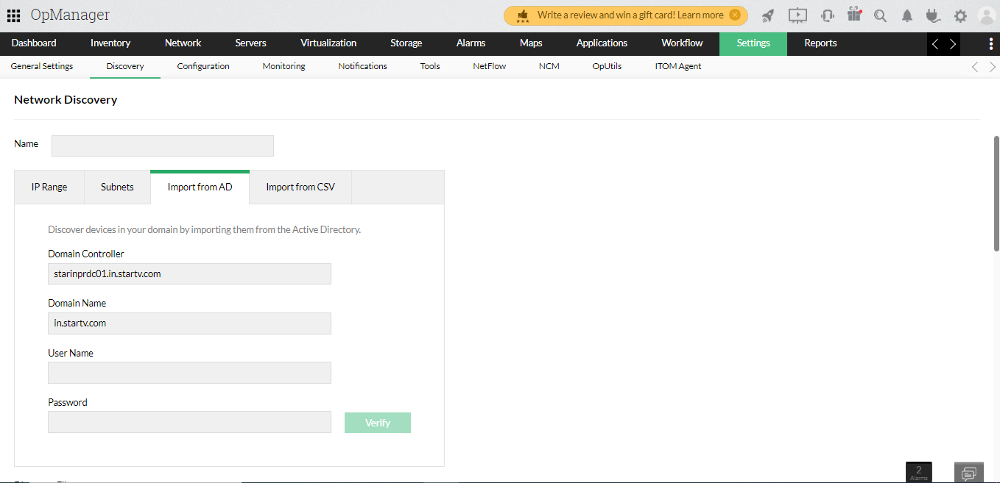 OpManager
Write a review and win a gift card! Learn more
Dashboard Inventory Network Servers Virtualization Storage Alarms Maps Applications Workflow Settings Reports
General Settings Discovery Configuration Monitoring Notifications Tools NetFlow NCM OpUtils ITOM Agent
Network Discovery
Name
IP Range Subnets Import from AD Import from CSV
Discover devices in your domain by importing them from the Active Directory.
Domain Controller
starinprdc01.in.startv.com
Domain Name
in.startv.com
User Name
Password
Verify
2
Alarms